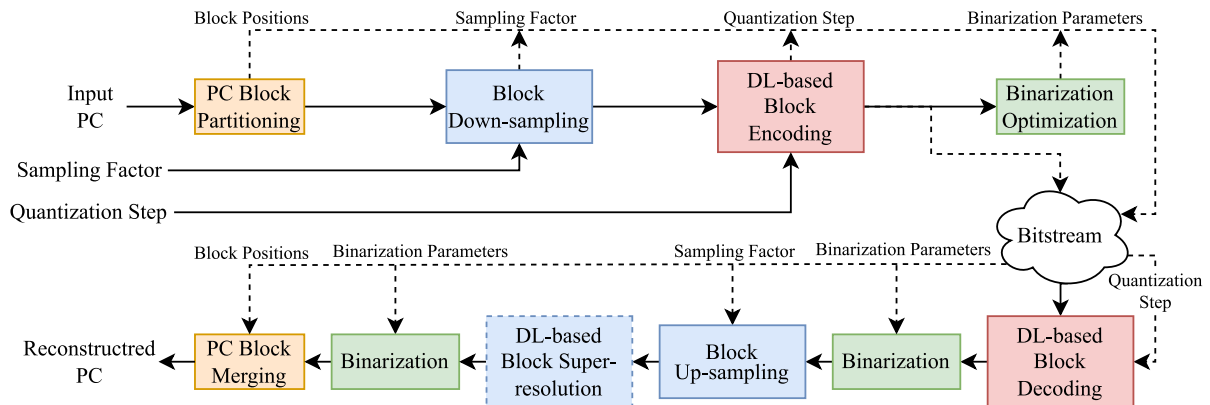 Block Positions
Sampling Factor
Quantization Step
Binarization Parameters
Input
PC
PC Block
Partitioning
Block
Down-sampling
DL-based
Block
Encoding
Binarization
Optimization
Sampling Factor
Quantization Step
Bitstream
Block Positions
Binarization Parameters
Sampling Factor
Binarization Parameters
Quantization
Step
Reconstructred
PC
PC Block
Merging
Binarization
DL-based
Block Super-
resolution
Block
Up-sampling
Binarization
DL-based
Block
Decoding